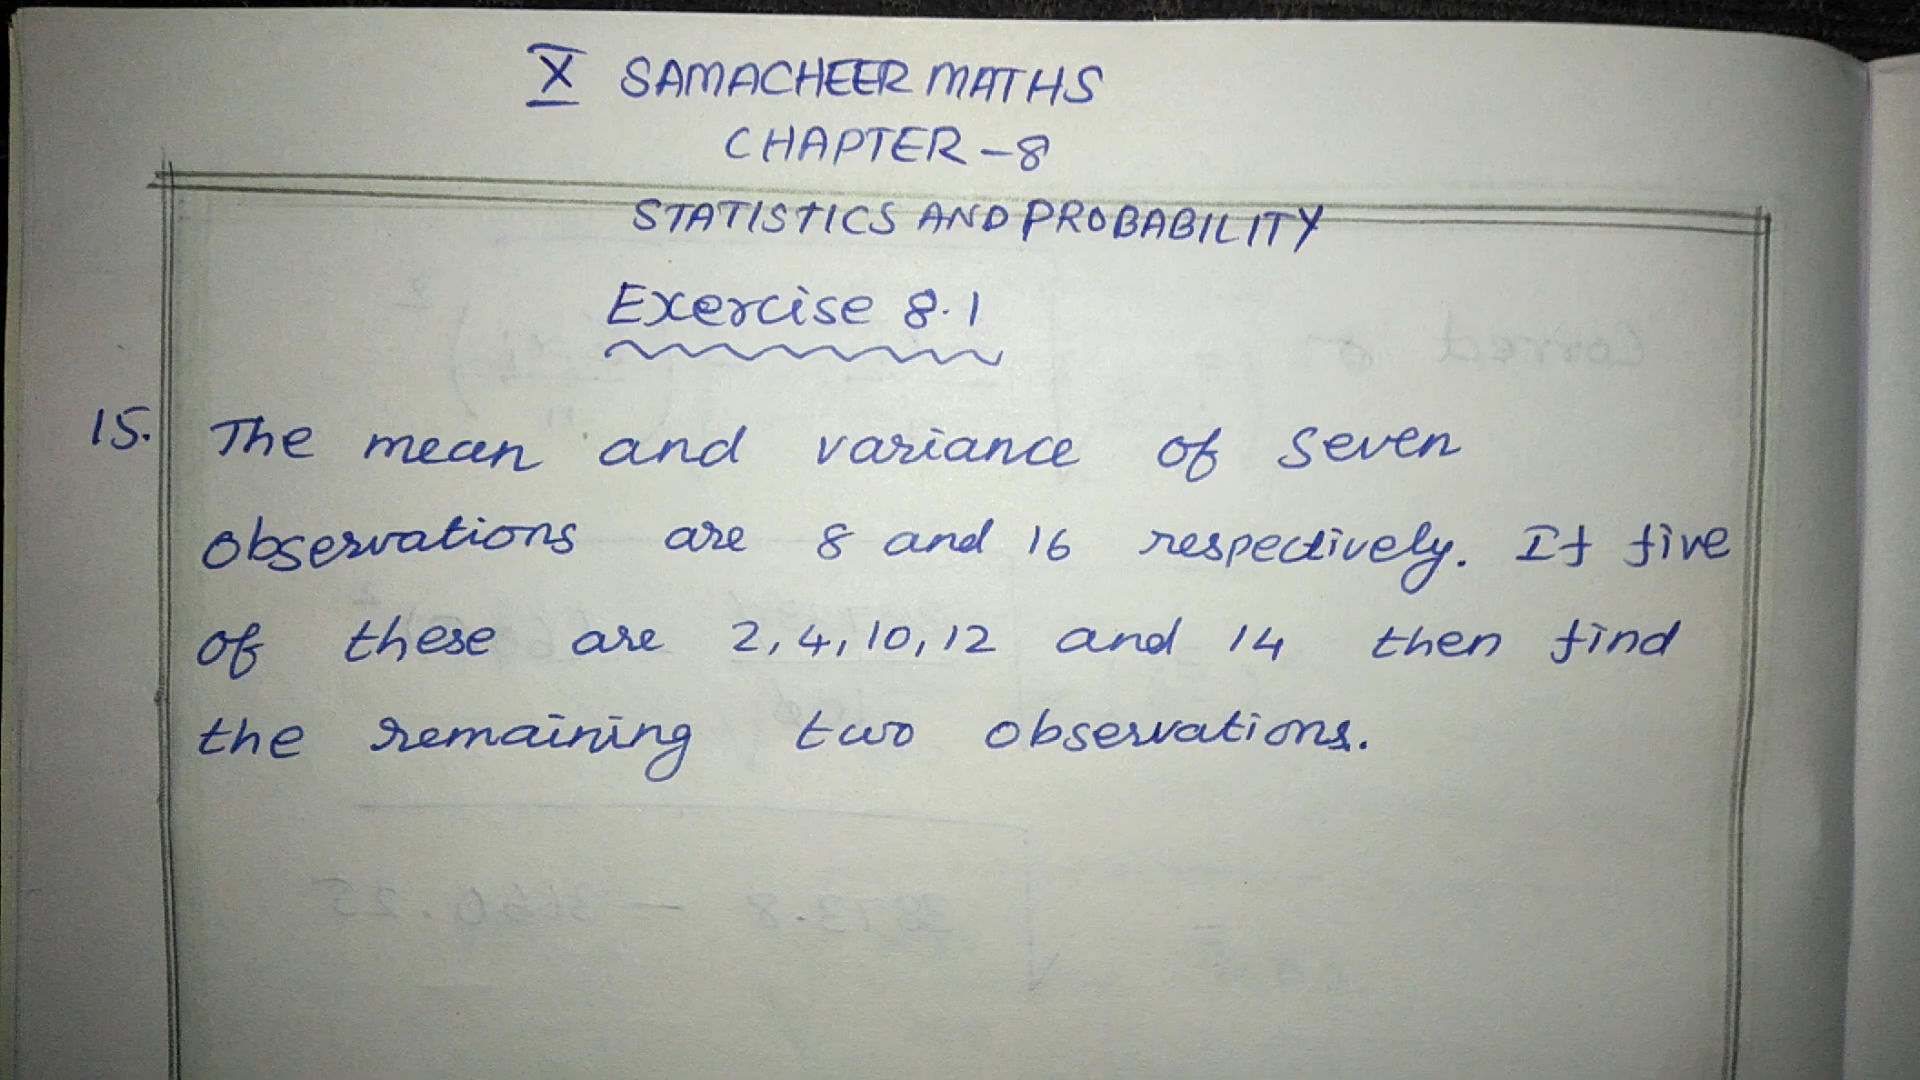 X SAMACHEER MATHS
CHAPTER - 8
STATISTICS AND PROBABILITY
Exercise 8.1
15. The mean and variance of seven
observations are 8 and 16 respectively. If five
of these are 2, 4, 10, 12 and 14 then find
the remaining two observations.